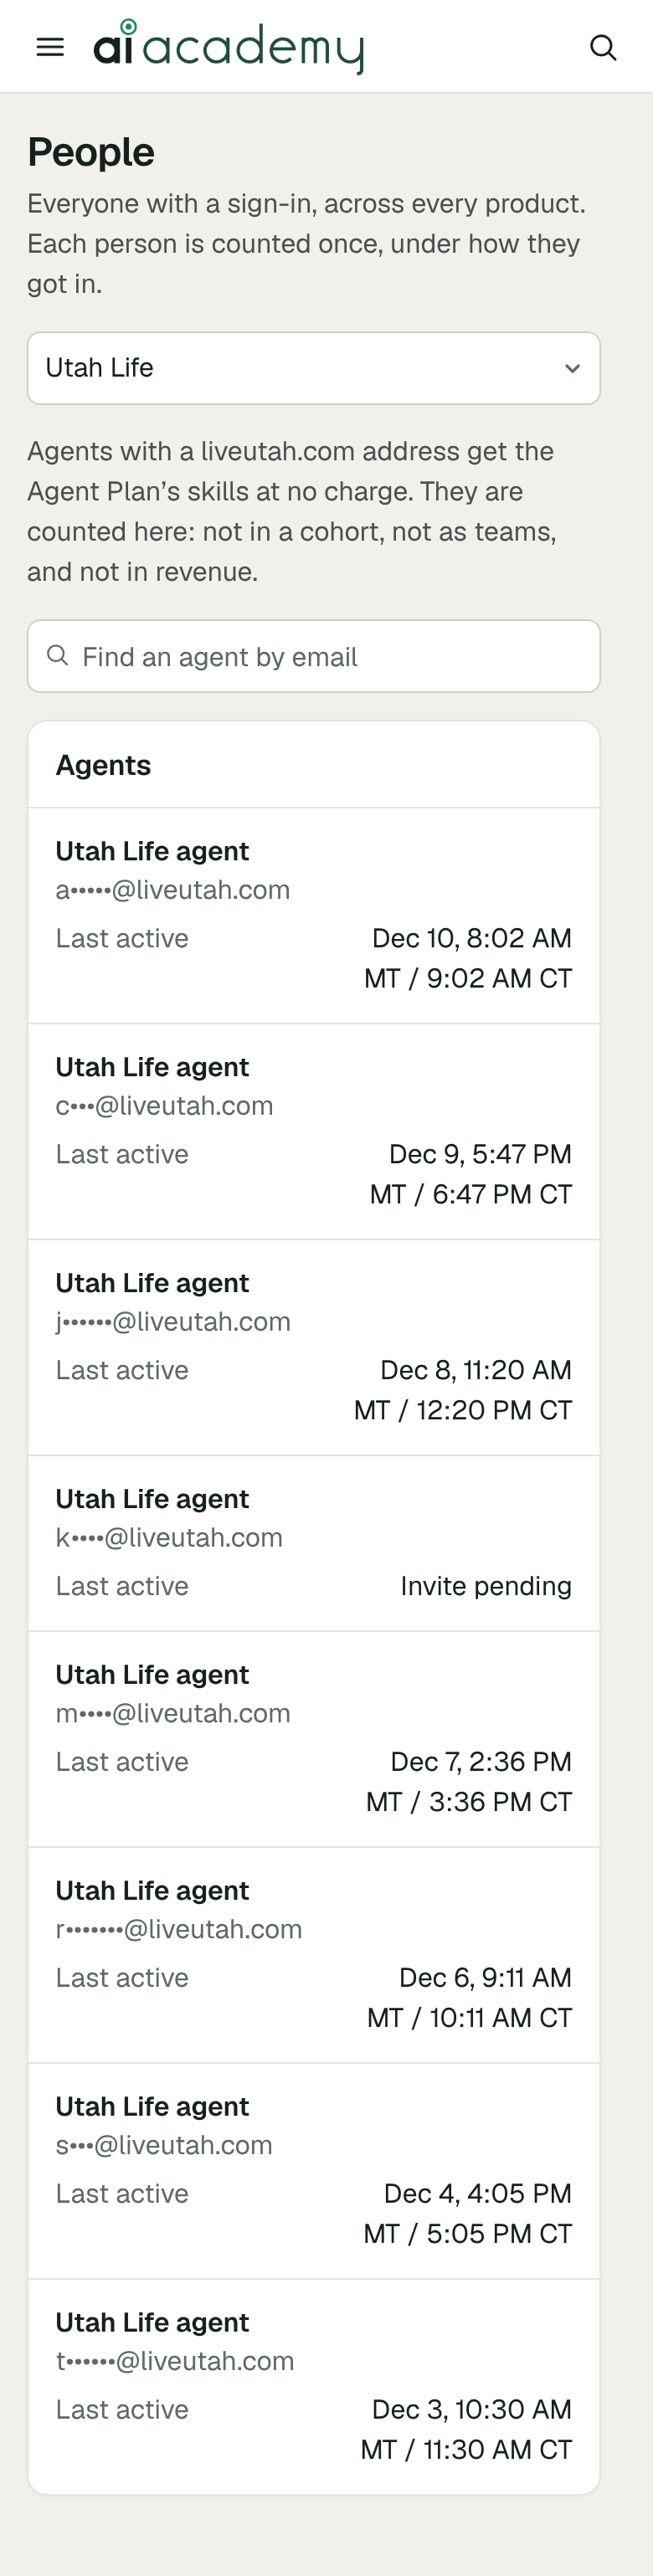 ai academy
People
Everyone with a sign-in, across every product.
Each person is counted once, under how they
got in.
Utah Life
Agents with a liveutah.com address get the
Agent Plan’s skills at no charge. They are
counted here: not in a cohort, not as teams,
and not in revenue.
Find an agent by email
Agents
Utah Life agent
a•••••@liveutah.com
Last active Dec 10, 8:02 AM
MT / 9:02 AM CT
Utah Life agent
c•••@liveutah.com
Last active Dec 9, 5:47 PM
MT / 6:47 PM CT
Utah Life agent
j••••••@liveutah.com
Last active Dec 8, 11:20 AM
MT / 12:20 PM CT
Utah Life agent
k••••@liveutah.com
Last active Invite pending
Utah Life agent
m••••@liveutah.com
Last active Dec 7, 2:36 PM
MT / 3:36 PM CT
Utah Life agent
r•••••••@liveutah.com
Last active Dec 6, 9:11 AM
MT / 10:11 AM CT
Utah Life agent
s•••@liveutah.com
Last active Dec 4, 4:05 PM
MT / 5:05 PM CT
Utah Life agent
t••••••@liveutah.com
Last active Dec 3, 10:30 AM
MT / 11:30 AM CT